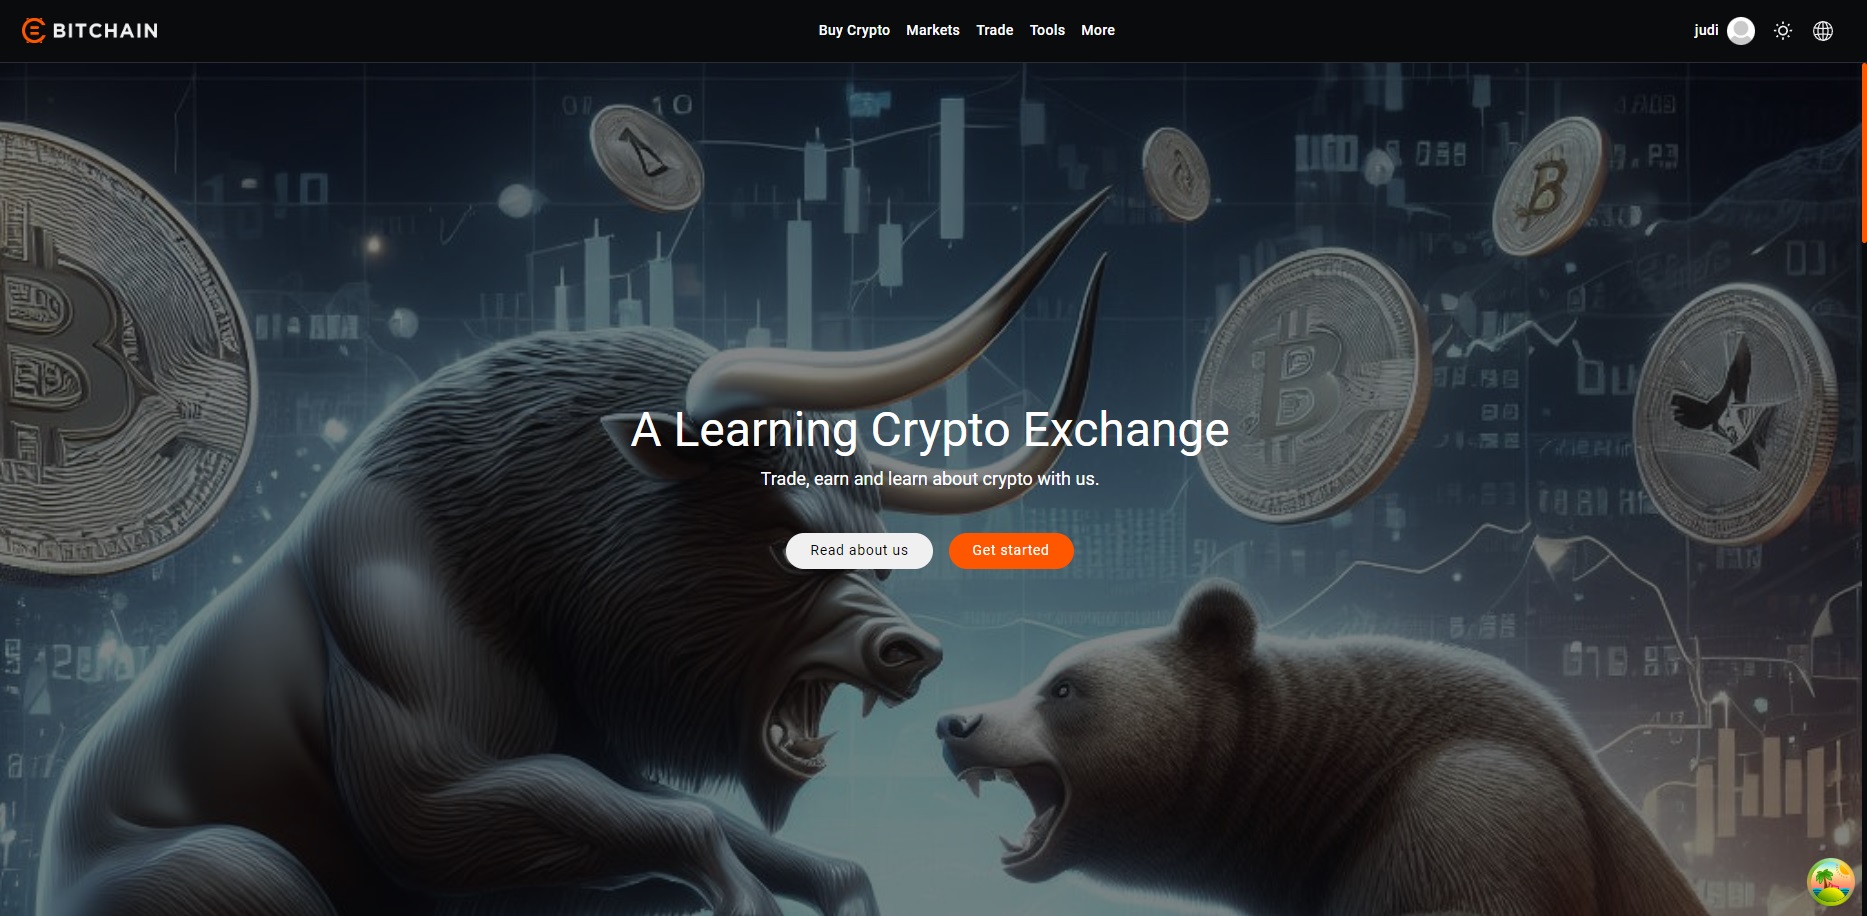 BITCHAIN
Buy Crypto Markets Trade Tools More
judi
A Learning Crypto Exchange
Trade, earn and learn about crypto with us.
Read about us Get started